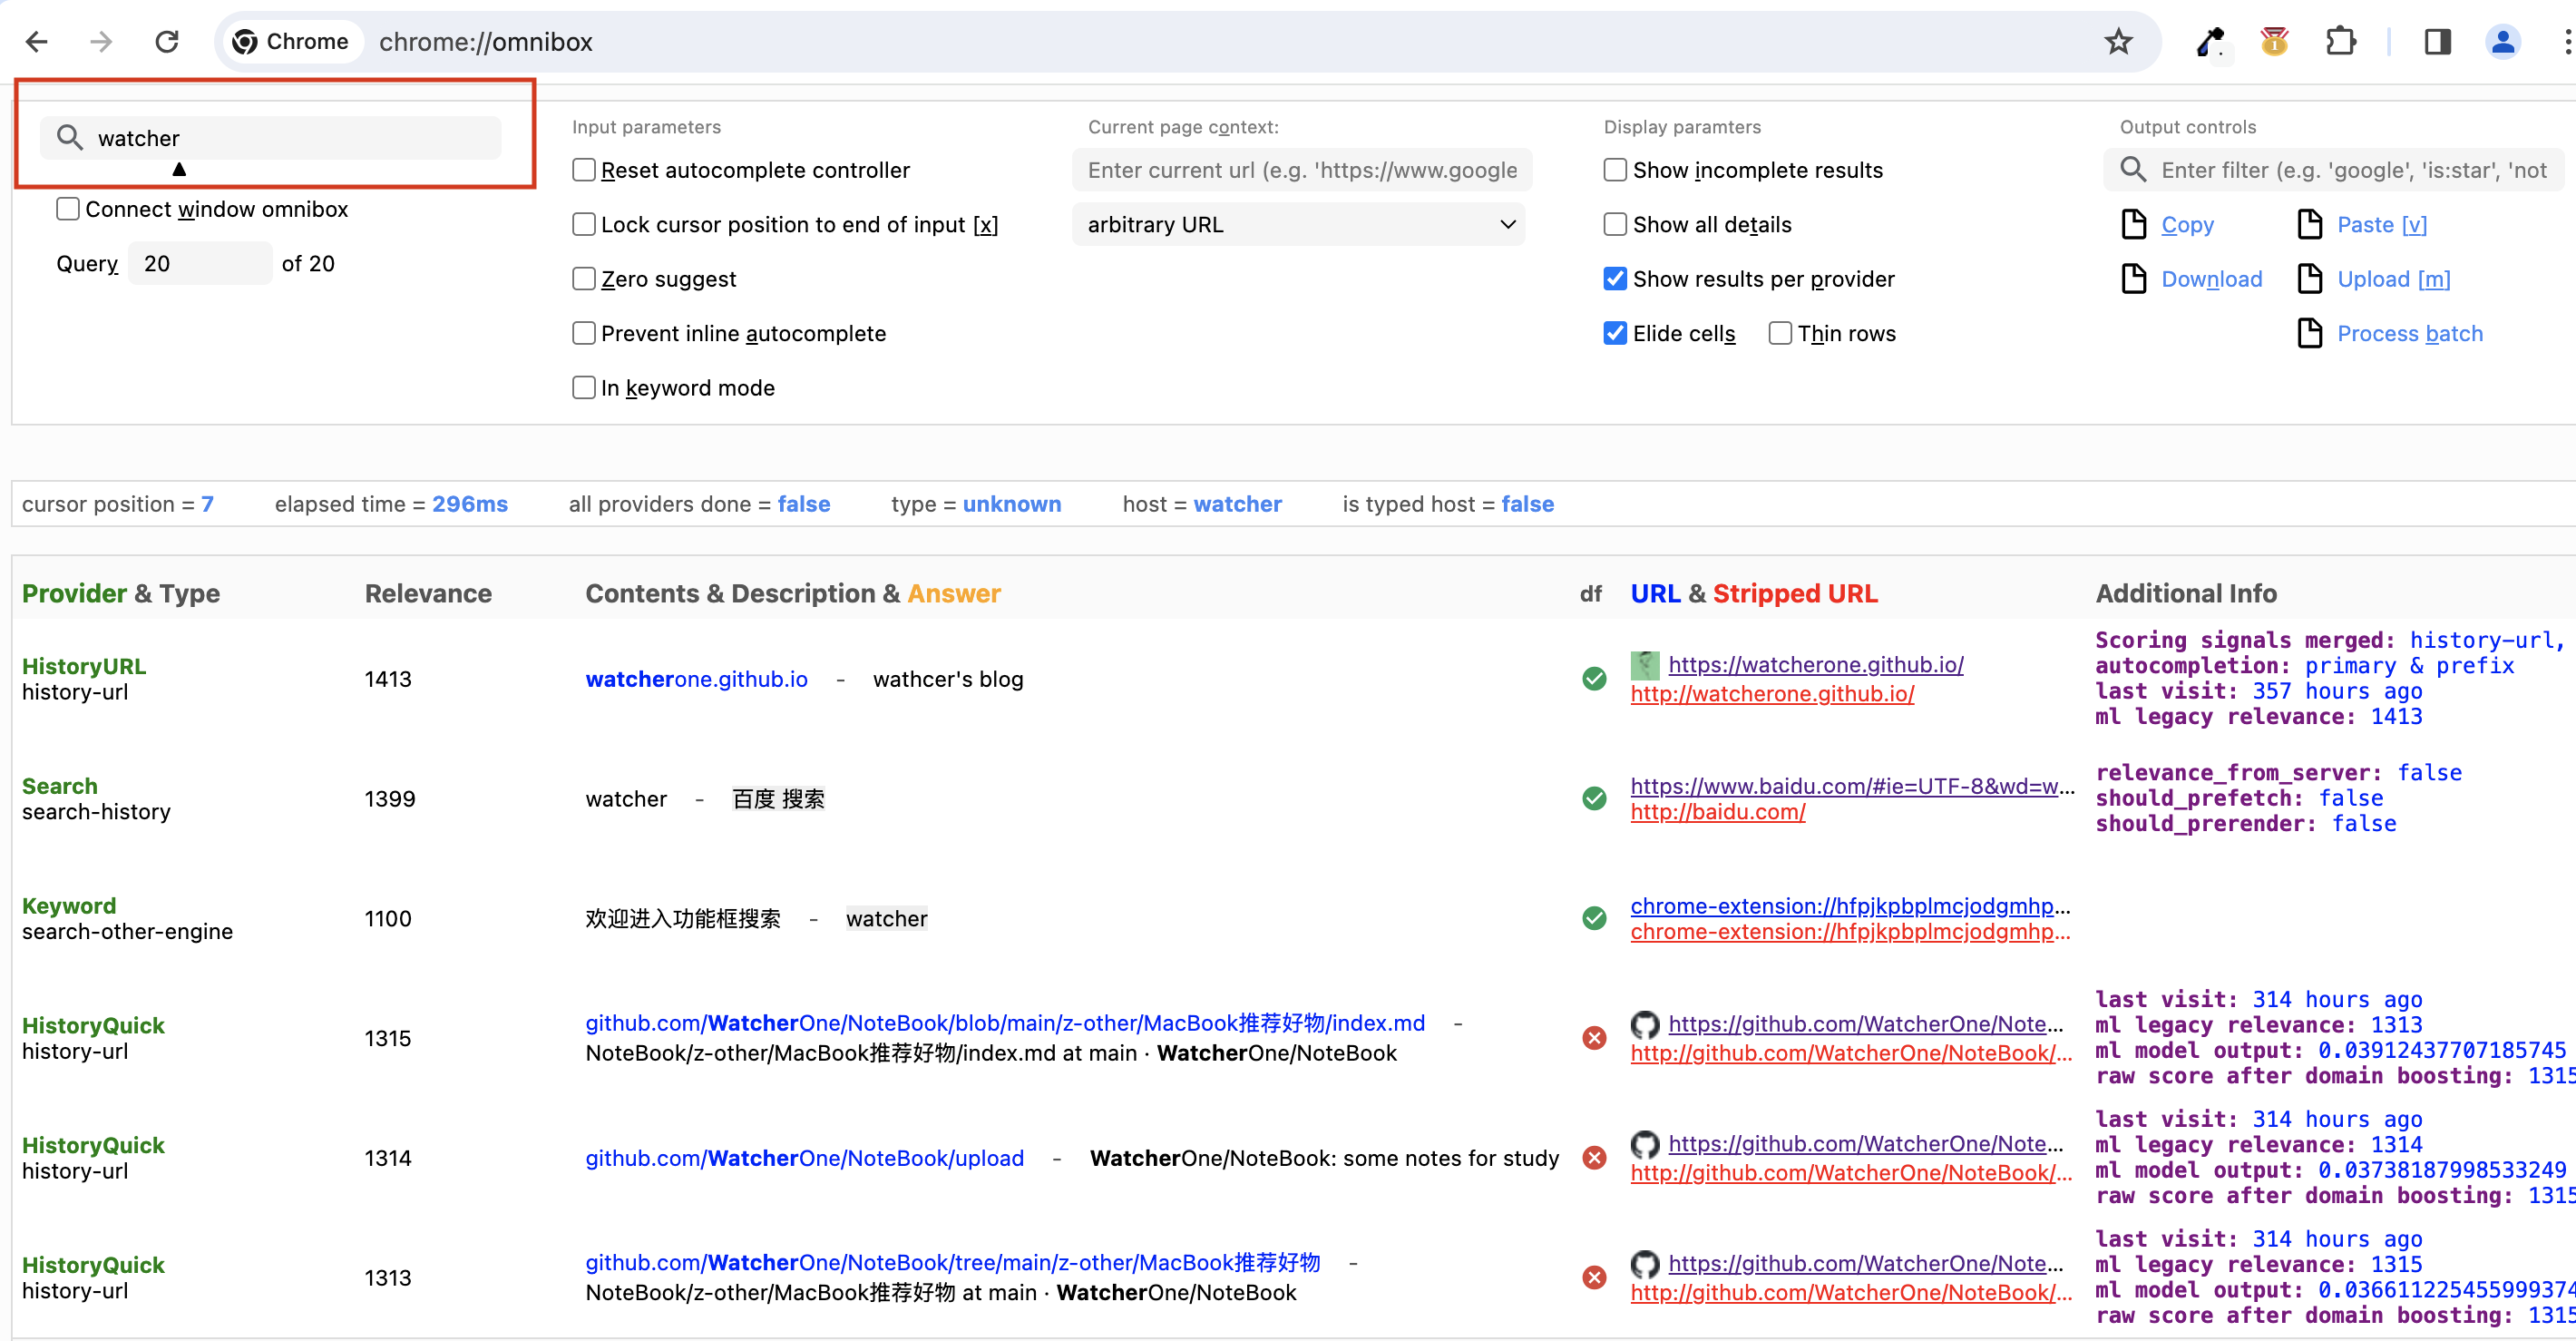 Chrome chrome://omnibox
watcher
Connect window omnibox
Query 20 of 20
Input parameters
Reset autocomplete controller
Lock cursor position to end of input [x]
Zero suggest
Prevent inline autocomplete
In keyword mode
Current page context:
Enter current url (e.g. 'https://www.google
arbitrary URL
Display paramters
Show incomplete results
Show all details
Show results per provider
Elide cells Thin rows
Output controls
Enter filter (e.g. 'google', 'is:star', 'not
Copy Paste [v]
Download Upload [m]
Process batch
cursor position = 7 elapsed time = 296ms all providers done = false type = unknown host = watcher is typed host = false
Provider & Type Relevance Contents & Description & Answer df URL & Stripped URL Additional Info
HistoryURL
history-url
1413
watcherone.github.io - wathcer's blog
https://watcherone.github.io/
http://watcherone.github.io/
Scoring signals merged: history-url,
autocompletion: primary & prefix
last visit: 357 hours ago
ml legacy relevance: 1413
Search
search-history
1399
watcher - 百度 搜索
https://www.baidu.com/#ie=UTF-8&wd=w...
http://baidu.com/
relevance_from_server: false
should_prefetch: false
should_prerender: false
Keyword
search-other-engine
1100
欢迎进入功能框搜索 - watcher
chrome-extension://hfpjkpbplmcjodgmhp...
chrome-extension://hfpjkpbplmcjodgmhp...
HistoryQuick
history-url
1315
github.com/WatcherOne/NoteBook/blob/main/z-other/MacBook推荐好物/index.md -
NoteBook/z-other/MacBook推荐好物/index.md at main · WatcherOne/NoteBook
https://github.com/WatcherOne/Note...
http://github.com/WatcherOne/NoteBook/...
last visit: 314 hours ago
ml legacy relevance: 1313
ml model output: 0.03912437707185745
raw score after domain boosting: 1315
HistoryQuick
history-url
1314
github.com/WatcherOne/NoteBook/upload - WatcherOne/NoteBook: some notes for study
https://github.com/WatcherOne/Note...
http://github.com/WatcherOne/NoteBook/...
last visit: 314 hours ago
ml legacy relevance: 1314
ml model output: 0.03738187998533249
raw score after domain boosting: 1315
HistoryQuick
history-url
1313
github.com/WatcherOne/NoteBook/tree/main/z-other/MacBook推荐好物 -
NoteBook/z-other/MacBook推荐好物 at main · WatcherOne/NoteBook
https://github.com/WatcherOne/Note...
http://github.com/WatcherOne/NoteBook/...
last visit: 314 hours ago
ml legacy relevance: 1315
ml model output: 0.036611225455999374
raw score after domain boosting: 1315